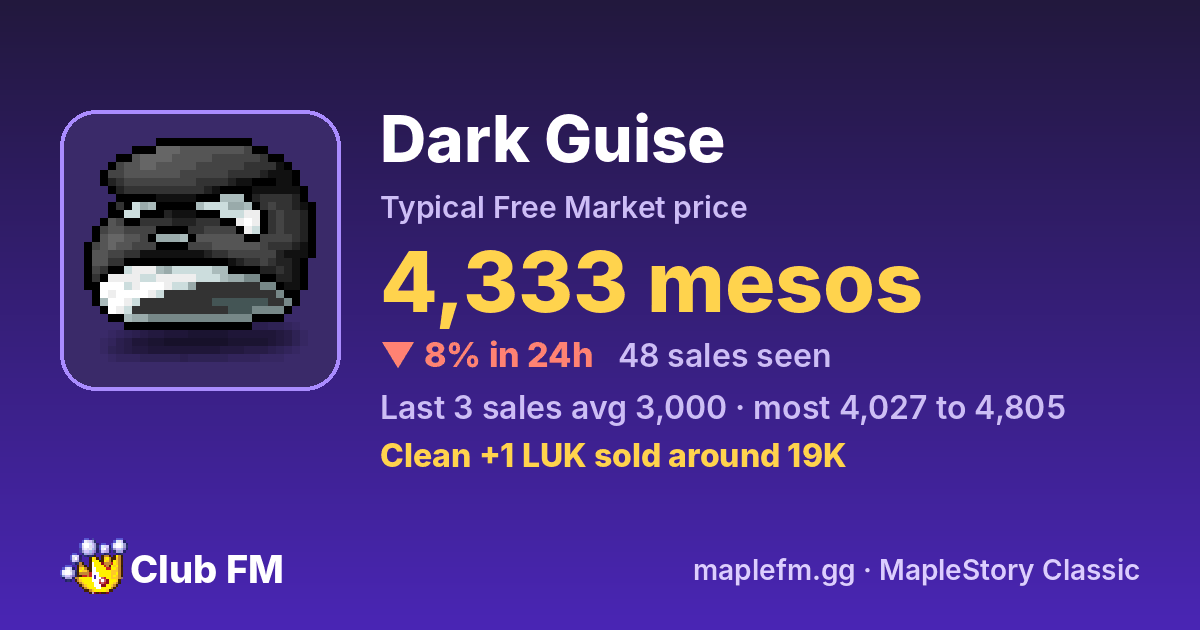 Dark Guise
Typical Free Market price
4,333 mesos
▼ 8% in 24h 48 sales seen
Last 3 sales avg 3,000 · most 4,027 to 4,805
Clean +1 LUK sold around 19K
Club FM
maplefm.gg · MapleStory Classic